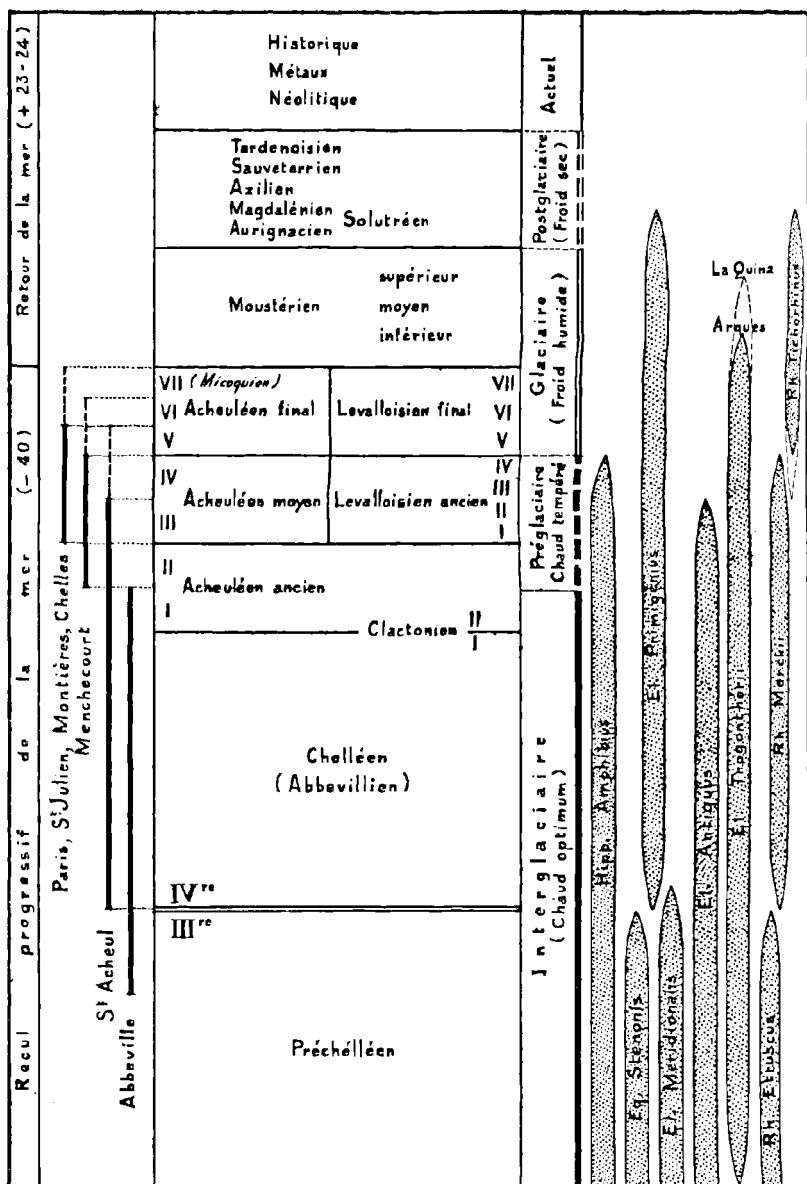 Retour de la mer (+ 23-24)
Recul progressif de la mer (-40)
Paris, St Julien, Montières, Chelles
Menchecourt
St Acheul
Abbeville
Historique
Métaux
Néolitique
Tardenoisien
Sauveterrien
Azilien
Magdalénien
Aurignacien Solutréen
Moustérien
supérieur
moyen
inférieur
VII (Micoquien)
VI Acheuléen final
V
Levalloisien final
VII
VI
V
IV
Acheuléen moyen
III
Levalloisien ancien
IV
III
II
I
II
Acheuléen ancien
I
Clactonien II
I
Chelléen
(Abbevillien)
IVre
IIIre
Préchélléen
Actuel
Postglaciaire
(Froid sec)
Glaciaire
(Froid humide)
Préglaciaire
Chaud tempéré
Interglaciaire
(Chaud optimum)
Hipp. Amphibius
Eq. Stenonis
El. Primigenius
El. Meridionalis
El. Antiquus
La Quina
Arques
El. Trogontherii
Rh. Tichorhinus
Rh. Merckii
Rh. Etruscus